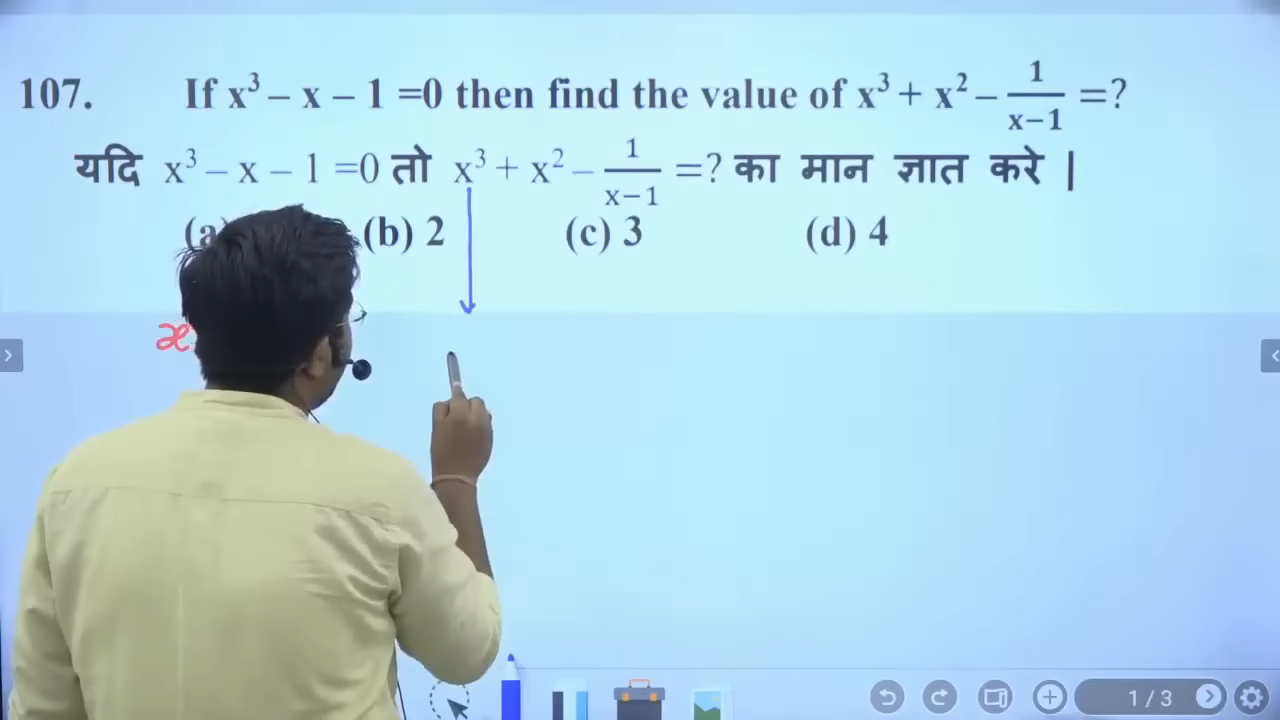 107. If x³ – x – 1 =0 then find the value of x³ + x² – 1/(x–1) =?
यदि x³ – x – 1 =0 तो x³ + x² – 1/(x–1) =? का मान ज्ञात करे |
(a (b) 2 (c) 3 (d) 4
x
1 / 3